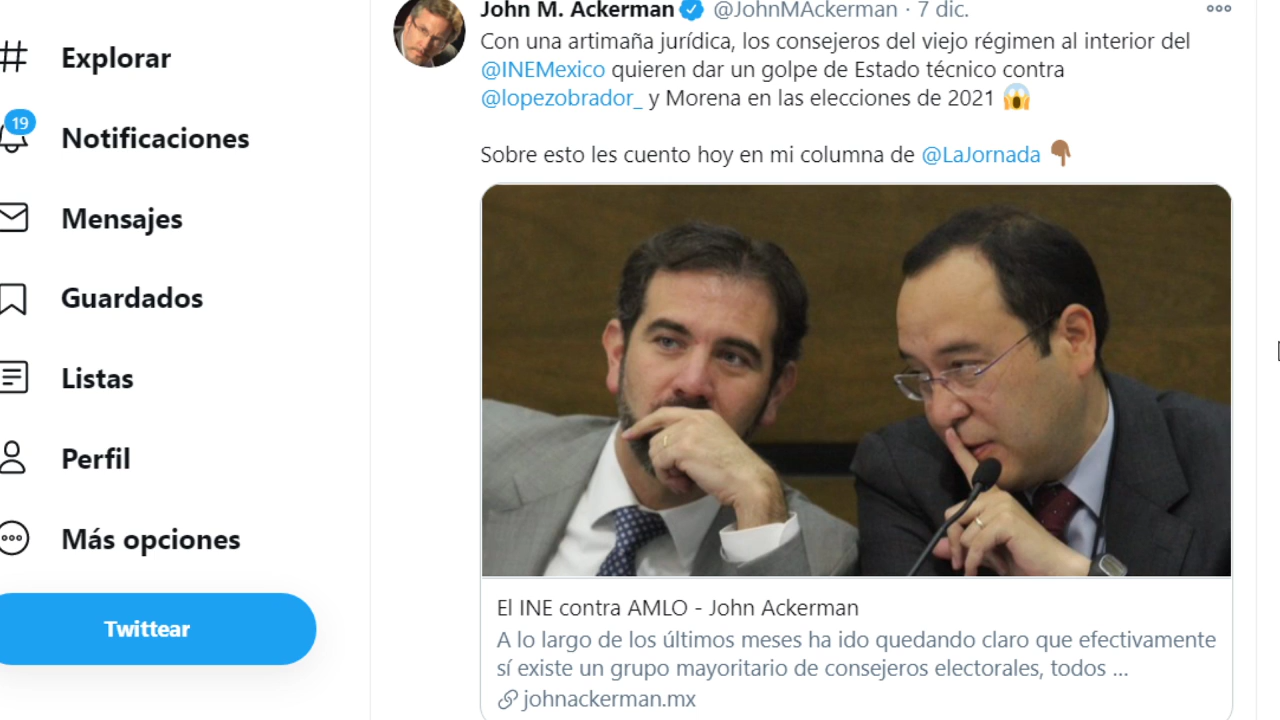 Explorar
19
Notificaciones
Mensajes
Guardados
Listas
Perfil
Más opciones
Twittear
John M. Ackerman @JohnMAckerman · 7 dic.
Con una artimaña jurídica, los consejeros del viejo régimen al interior del
@INEMexico quieren dar un golpe de Estado técnico contra
@lopezobrador_ y Morena en las elecciones de 2021 😱
Sobre esto les cuento hoy en mi columna de @LaJornada 👇🏽
El INE contra AMLO - John Ackerman
A lo largo de los últimos meses ha ido quedando claro que efectivamente
sí existe un grupo mayoritario de consejeros electorales, todos ...
johnackerman.mx